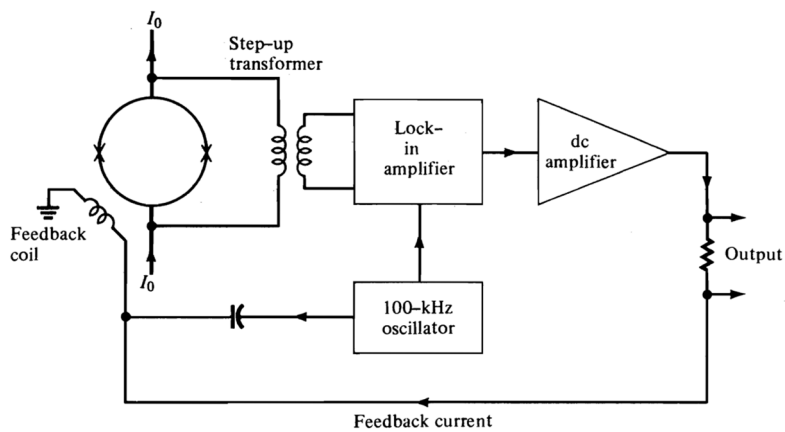 I₀
Step–up
transformer
Lock–
in
amplifier
dc
amplifier
Feedback
coil
I₀
Output
100–kHz
oscillator
Feedback current